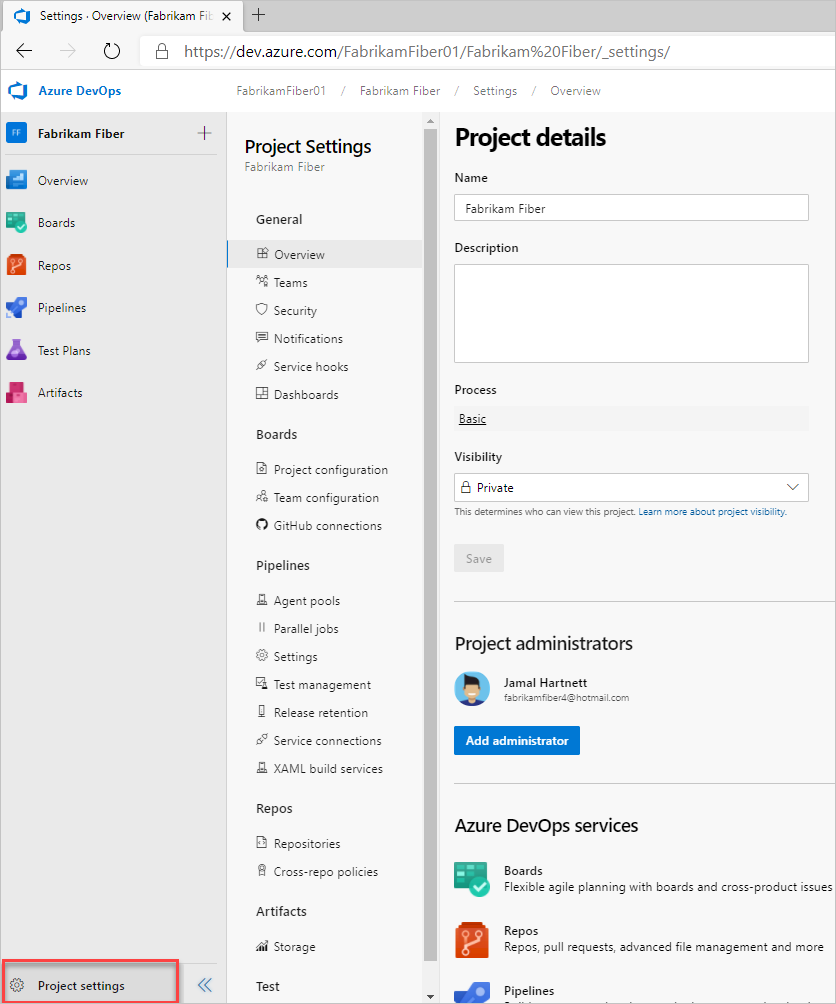 Settings · Overview (Fabrikam Fib
https://dev.azure.com/FabrikamFiber01/Fabrikam%20Fiber/_settings/
Azure DevOps
FabrikamFiber01 / Fabrikam Fiber / Settings / Overview
FF Fabrikam Fiber
Overview
Boards
Repos
Pipelines
Test Plans
Artifacts
Project settings
Project Settings
Fabrikam Fiber
General
Overview
Teams
Security
Notifications
Service hooks
Dashboards
Boards
Project configuration
Team configuration
GitHub connections
Pipelines
Agent pools
Parallel jobs
Settings
Test management
Release retention
Service connections
XAML build services
Repos
Repositories
Cross-repo policies
Artifacts
Storage
Test
Project details
Name
Fabrikam Fiber
Description
Process
Basic
Visibility
Private
This determines who can view this project. Learn more about project visibility.
Save
Project administrators
Jamal Hartnett
fabrikamfiber4@hotmail.com
Add administrator
Azure DevOps services
Boards
Flexible agile planning with boards and cross-product issues
Repos
Repos, pull requests, advanced file management and more
Pipelines